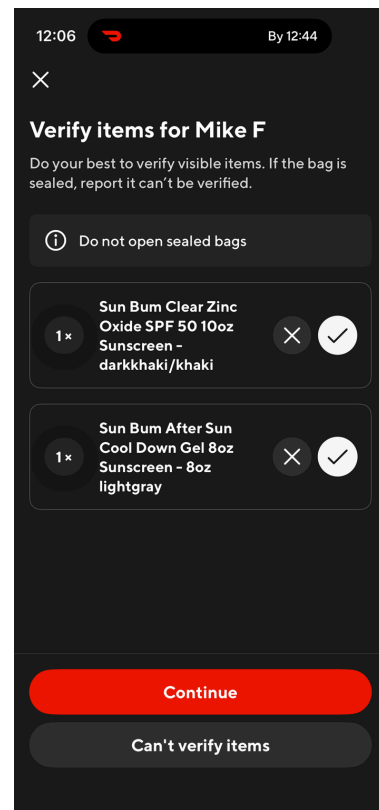 12:06
By 12:44
Verify items for Mike F
Do your best to verify visible items. If the bag is
sealed, report it can't be verified.
Do not open sealed bags
1×
Sun Bum Clear Zinc
Oxide SPF 50 10oz
Sunscreen -
darkkhaki/khaki
1×
Sun Bum After Sun
Cool Down Gel 8oz
Sunscreen - 8oz
lightgray
Continue
Can't verify items